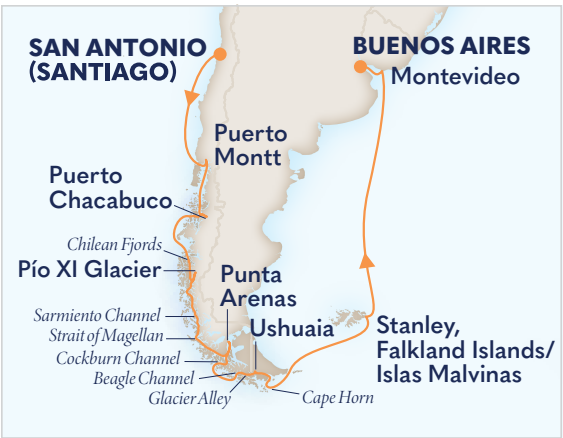 SAN ANTONIO
(SANTIAGO)
BUENOS AIRES
Montevideo
Puerto
Montt
Puerto
Chacabuco
Chilean Fjords
Pío XI Glacier
Punta
Arenas
Sarmiento Channel
Strait of Magellan
Ushuaia
Stanley,
Falkland Islands/
Islas Malvinas
Cockburn Channel
Beagle Channel
Glacier Alley
Cape Horn